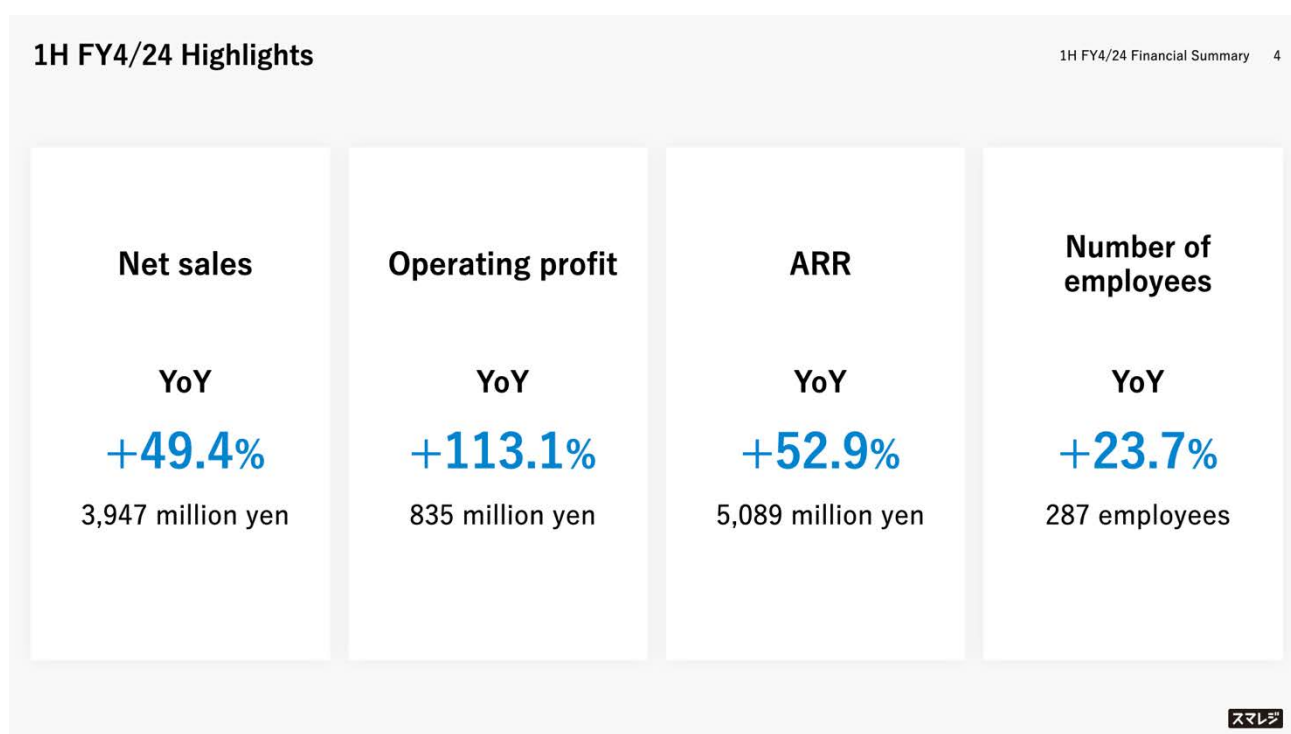 1H FY4/24 Highlights
1H FY4/24 Financial Summary 4
Net sales
YoY
+49.4%
3,947 million yen
Operating profit
YoY
+113.1%
835 million yen
ARR
YoY
+52.9%
5,089 million yen
Number of
employees
YoY
+23.7%
287 employees
スマレジ